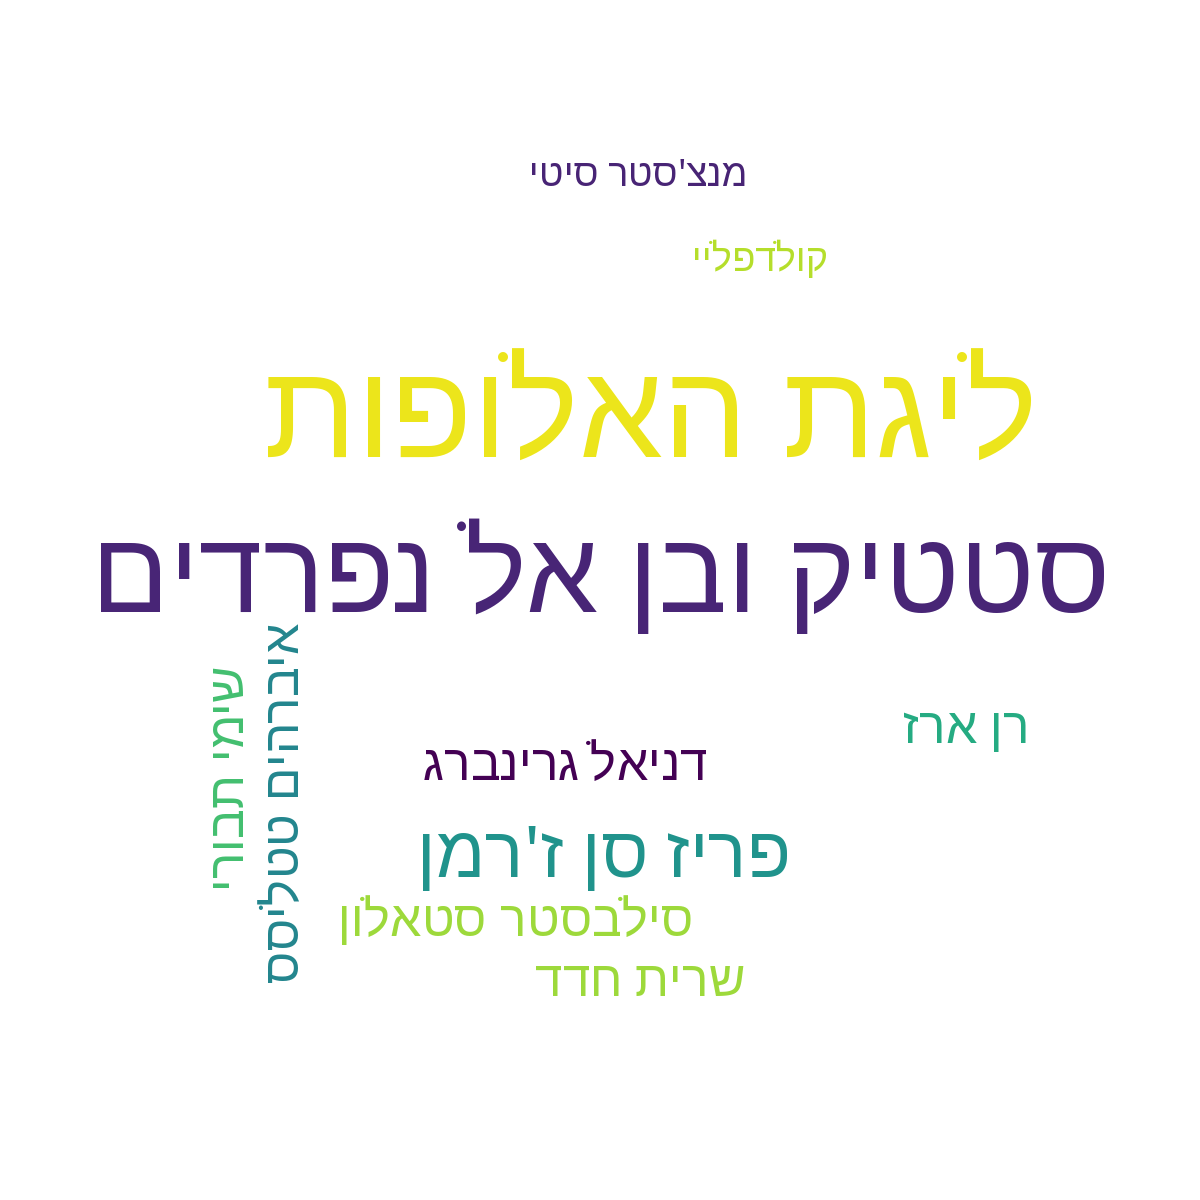 מנצ'סטר סיטי
קולדפליי
ליגת האלופות
סטטיק ובן אל נפרדים
איברהים טטליסס
שימי תבורי
רן ארז
דניאל גרינברג
פריז סן ז'רמן
סילבסטר סטאלון
שרית חדד